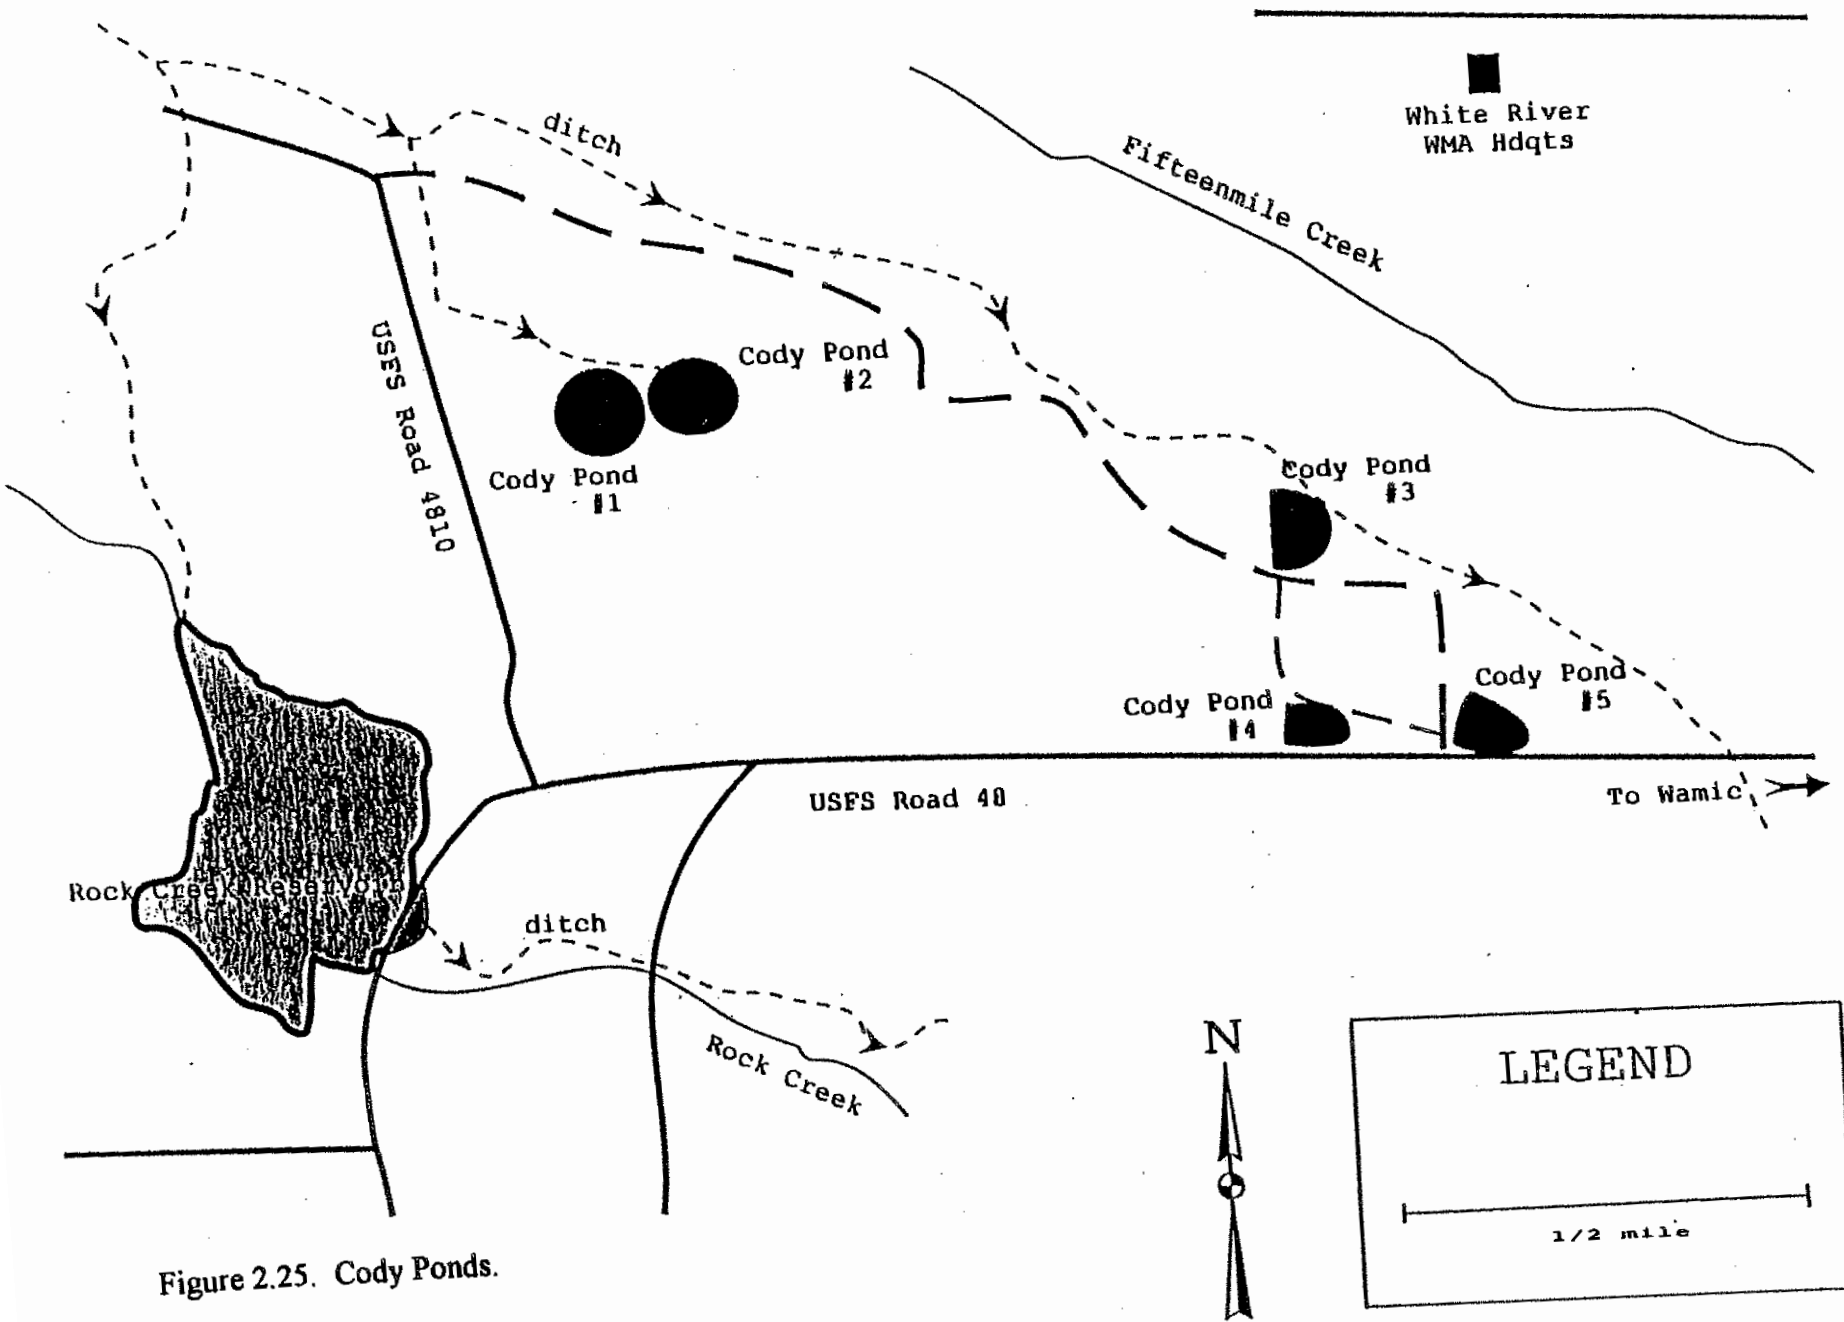 White River
WMA Hdqts
ditch
Fifteenmile Creek
USFS Road 4810
Cody Pond
#2
Cody Pond
#1
Cody Pond
#3
Cody Pond
#5
Cody Pond
#4
USFS Road 48
To Wamic
Rock Creek Reservoir
ditch
Rock Creek
N
LEGEND
1/2 mile
Figure 2.25. Cody Ponds.